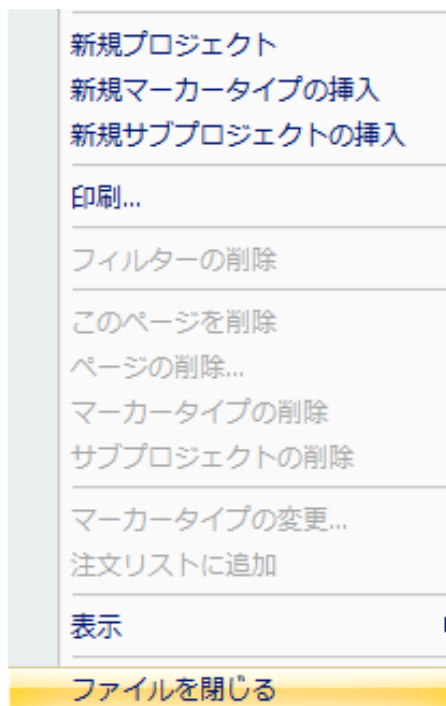 新規プロジェクト
新規マーカータイプの挿入
新規サブプロジェクトの挿入
印刷...
フィルターの削除
このページを削除
ページの削除...
マーカータイプの削除
サブプロジェクトの削除
マーカータイプの変更...
注文リストに追加
表示
ファイルを閉じる